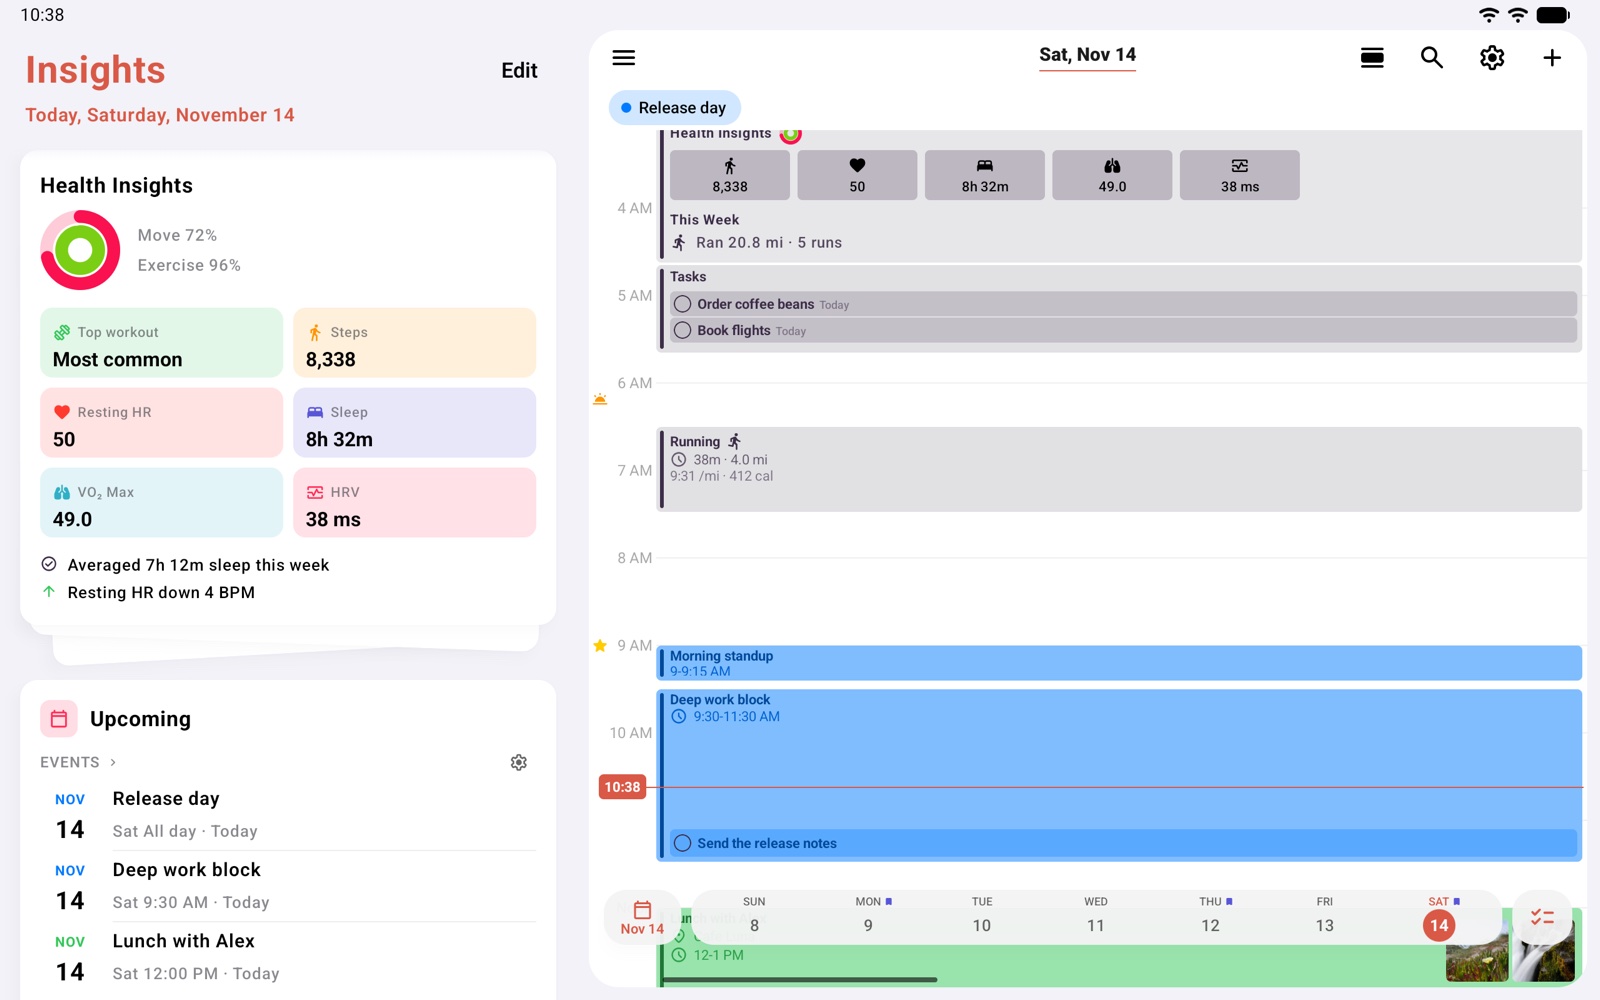 10:38
Insights
Edit
Today, Saturday, November 14
Health Insights
Move 72%
Exercise 96%
Top workout
Most common
Steps
8,338
Resting HR
50
Sleep
8h 32m
VO₂ Max
49.0
HRV
38 ms
Averaged 7h 12m sleep this week
Resting HR down 4 BPM
Upcoming
EVENTS
NOV 14
Release day
Sat All day · Today
NOV 14
Deep work block
Sat 9:30 AM · Today
NOV 14
Lunch with Alex
Sat 12:00 PM · Today
Sat, Nov 14
Release day
Health Insights
8,338
50
8h 32m
49.0
38 ms
4 AM
This Week
Ran 20.8 mi · 5 runs
Tasks
5 AM
Order coffee beans Today
Book flights Today
6 AM
Running
38m · 4.0 mi
7 AM
9:31 /mi · 412 cal
8 AM
9 AM
Morning standup
9-9:15 AM
Deep work block
9:30-11:30 AM
10 AM
10:38
Send the release notes
Nov 14
SUN 8
MON 9
TUE 10
WED 11
THU 12
FRI 13
SAT 14
Lunch with Alex
12-1 PM